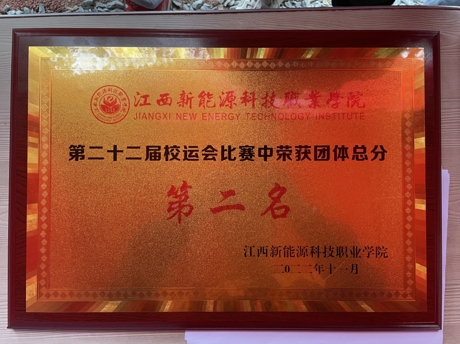 江西新能源科技职业学院
JIANGXI NEW ENERGY TECHNOLOGY INSTITUTE
第二十二届校运会比赛中荣获团体总分
第二名
江西新能源科技职业学院
二〇二二年十一月